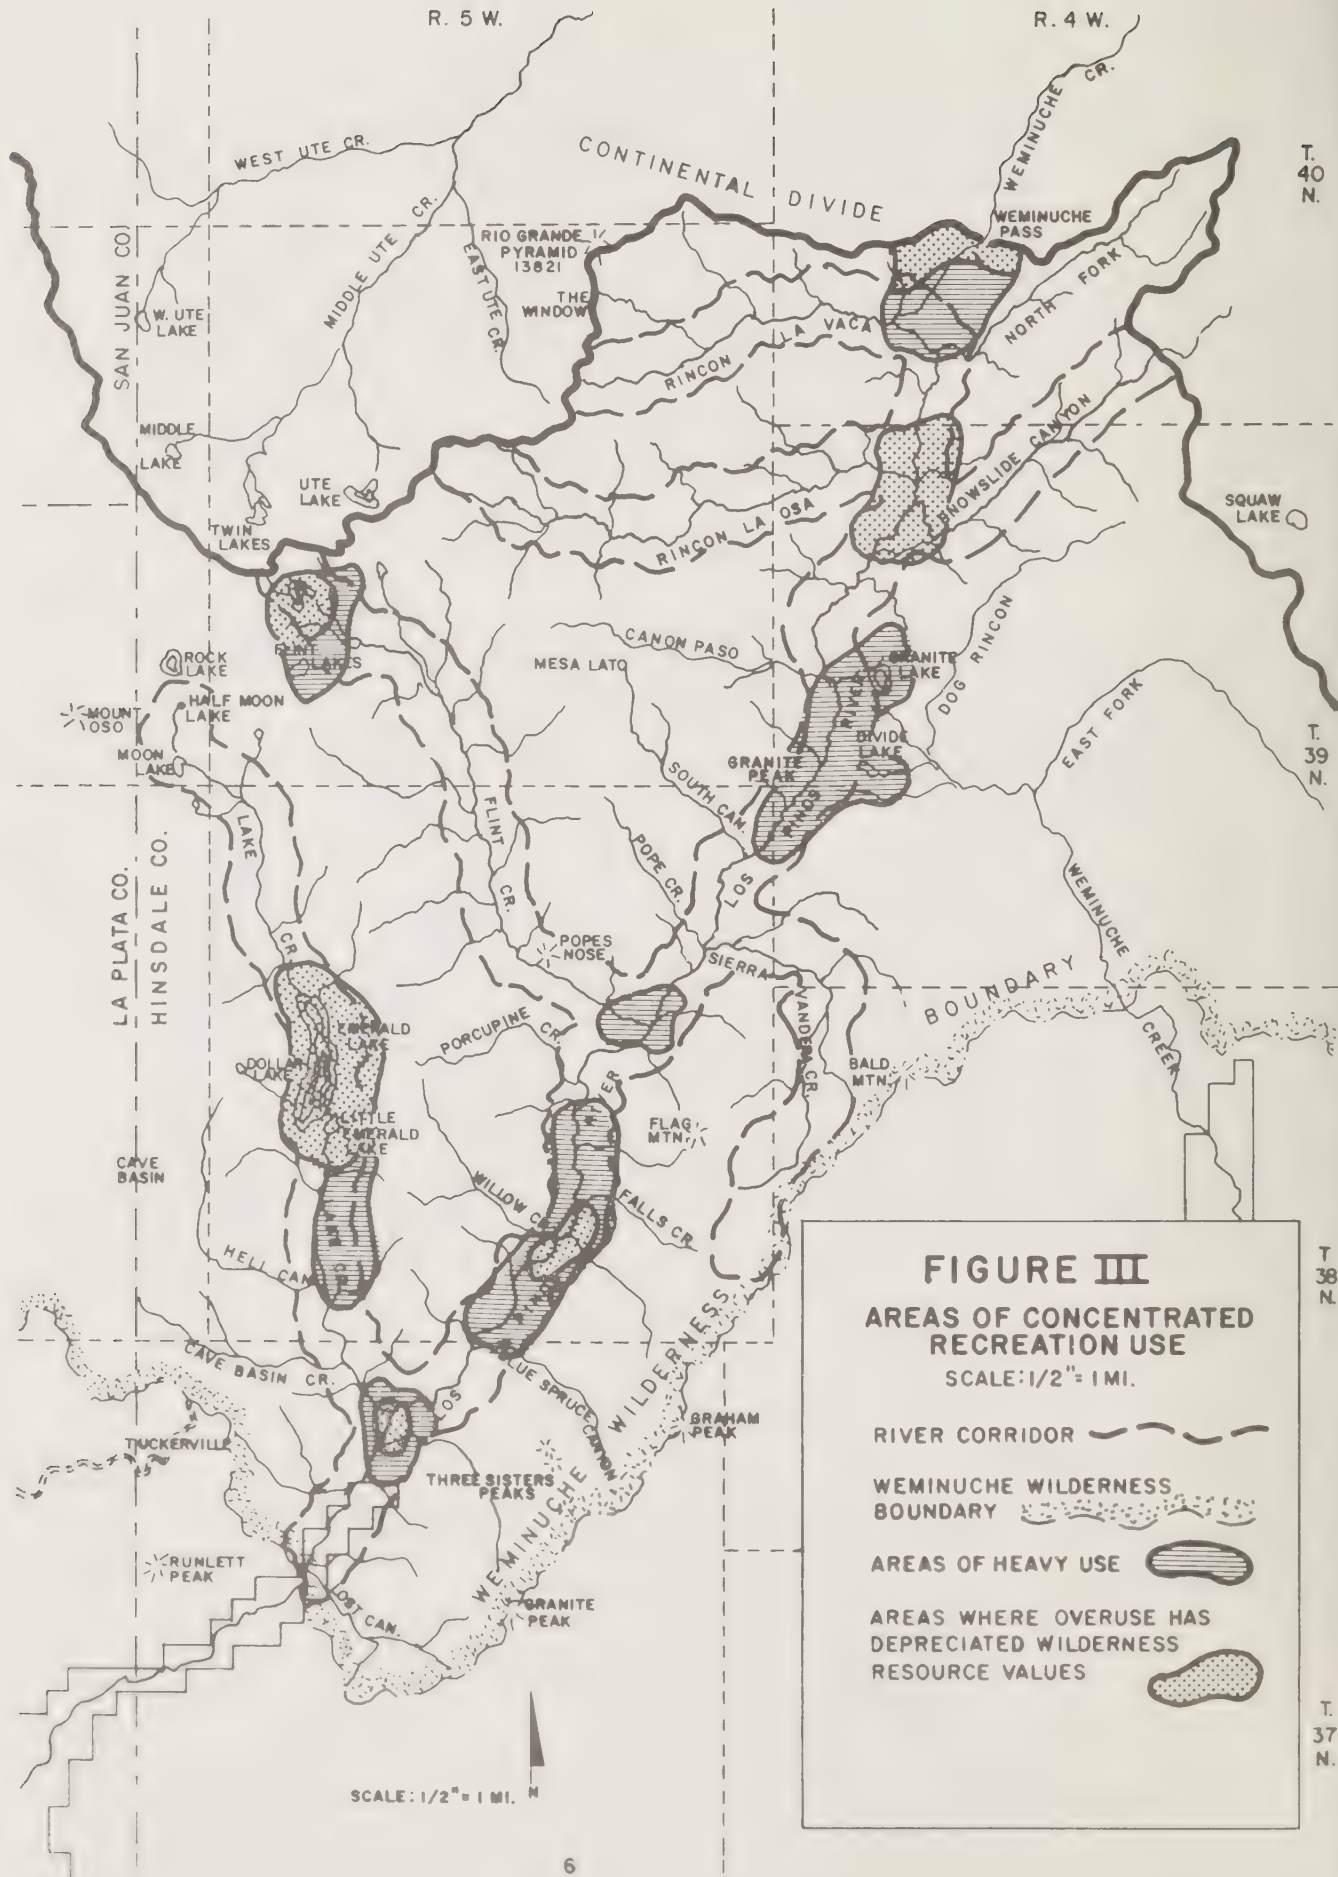 R. 5 W.
R. 4 W.
WEMINUCHE CR.
WEST UTE CR.
CONTINENTAL DIVIDE
T.
40
N.
MIDDLE UTE CR.
WEMINUCHE
PASS
SAN JUAN CO
RIO GRANDE
PYRAMID
13821
EAST UTE CR.
THE
WINDOW
NORTH FORK
W. UTE
LAKE
RINCON LA VACA
MIDDLE
LAKE
UTE
LAKE
SNOWSLIDE CANYON
SQUAW
LAKE
TWIN
LAKES
RINCON LA OSA
CANON PASO
DOG RINCON
FLINT
LAKES
ROCK
LAKE
MESA LATO
GRANITE
LAKE
HALF MOON
LAKE
MOUNT
OSO
RIVER
EAST FORK
MOON
LAKE
DIVIDE
LAKE
GRANITE
PEAK
T.
39
N.
SOUTH CAN.
PINOS
LAKE
FLINT
POPE CR.
LOS
LA PLATA CO.
HINSDALE CO.
CR.
CR.
WEMINUCHE
POPES
NOSE
SIERRA
VANDERA CR.
BOUNDARY
EMERALD
LAKE
PORCUPINE CR.
DOLLAR
LAKE
RIVER
BALD
MTN.
CREEK
LITTLE
EMERALD
LAKE
FLAG
MTN.
CAVE
BASIN
WILLOW CR.
FALLS CR.
HELL CAN.
LAKE CR.
PINOS
FIGURE III
AREAS OF CONCENTRATED
RECREATION USE
SCALE: 1/2" = 1 MI.
RIVER CORRIDOR
WEMINUCHE WILDERNESS
BOUNDARY
AREAS OF HEAVY USE
AREAS WHERE OVERUSE HAS
DEPRECIATED WILDERNESS
RESOURCE VALUES
T
38
N.
CAVE BASIN CR.
LOS
BLUE SPRUCE CANYON
WEMINUCHE WILDERNESS
GRAHAM
PEAK
TUCKERVILLE
THREE SISTERS
PEAKS
RUNLETT
PEAK
LOST CAN.
GRANITE
PEAK
T.
37
N.
SCALE: 1/2" = 1 MI.
N
6